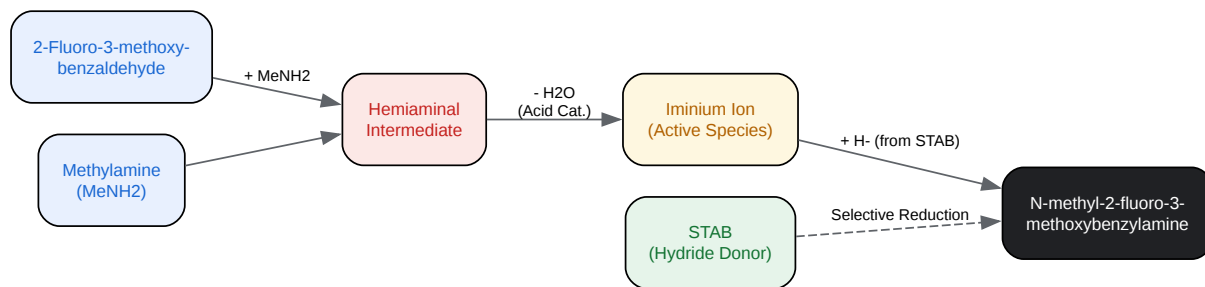 2-Fluoro-3-methoxy-
benzaldehyde
+ MeNH2
Methylamine
(MeNH2)
Hemiaminal
Intermediate
- H2O
(Acid Cat.)
Iminium Ion
(Active Species)
+ H- (from STAB)
STAB
(Hydride Donor)
Selective Reduction
N-methyl-2-fluoro-3-
methoxybenzylamine